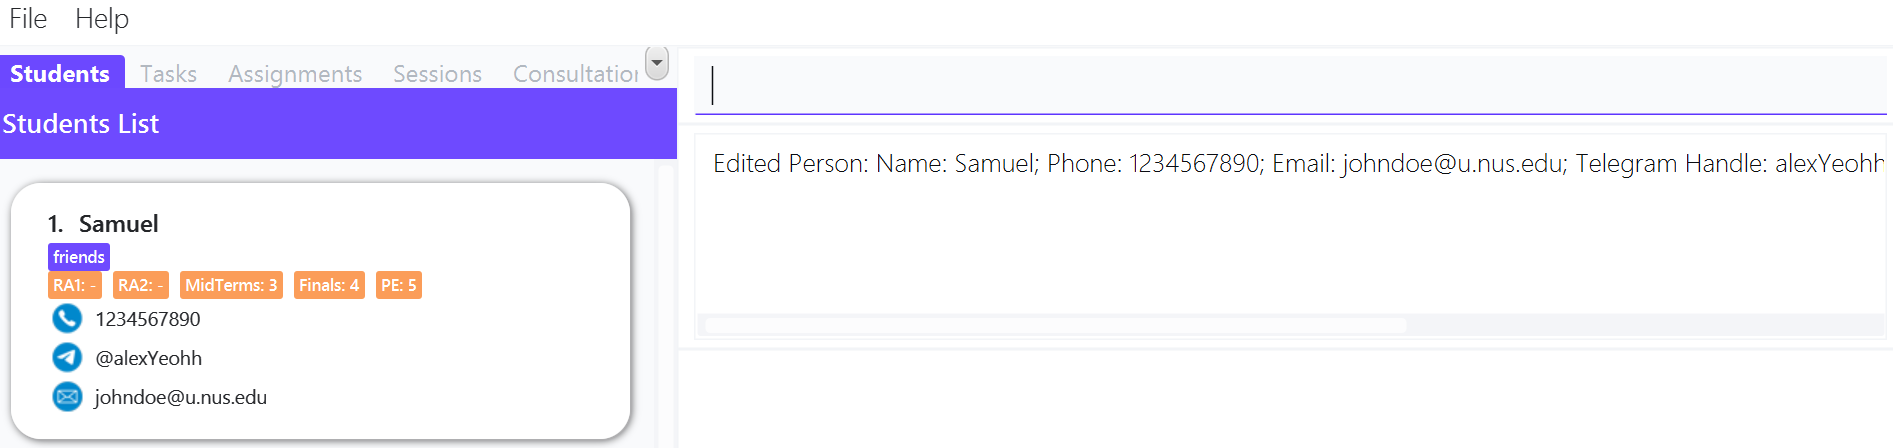 File Help
Students Tasks Assignments Sessions Consultation
Students List
1. Samuel
friends
RA1: - RA2: - MidTerms: 3 Finals: 4 PE: 5
1234567890
@alexYeohh
johndoe@u.nus.edu
Edited Person: Name: Samuel; Phone: 1234567890; Email: johndoe@u.nus.edu; Telegram Handle: alexYeohh